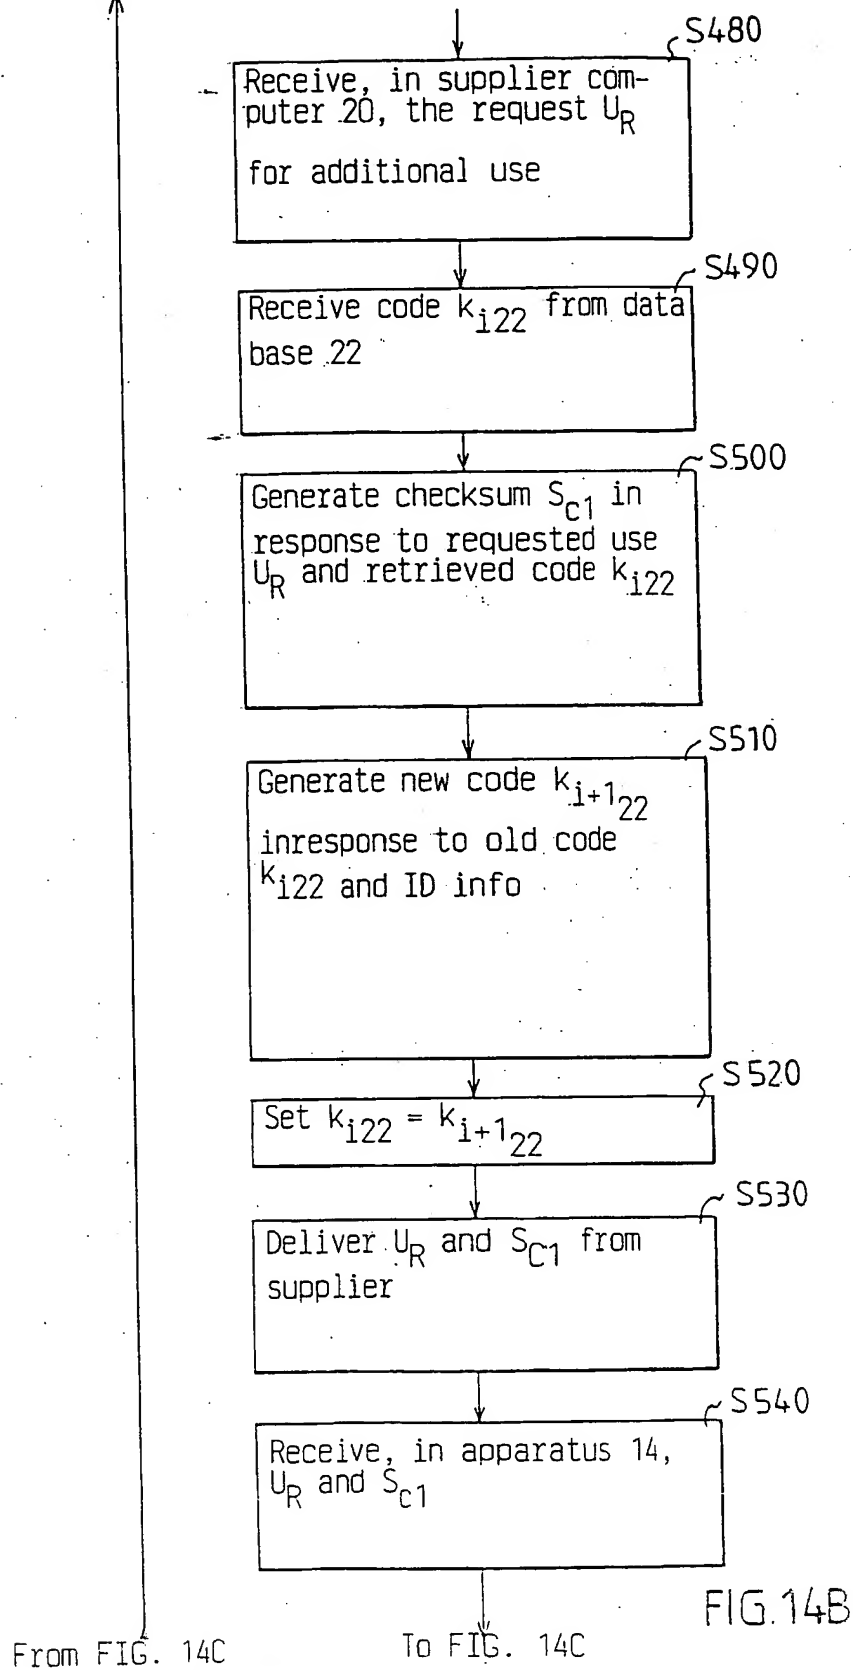 S480
Receive, in supplier com-
puter 20, the request U_R
for additional use
S490
Receive code k_i22 from data
base 22
S500
Generate checksum S_c1 in
response to requested use
U_R and retrieved code k_i22
S510
Generate new code k_i+1_22
inresponse to old code
k_i22 and ID info
S520
Set k_i22 = k_i+1_22
S530
Deliver U_R and S_C1 from
supplier
S540
Receive, in apparatus 14,
U_R and S_c1
FIG.14B
From FIG. 14C
To FIG. 14C